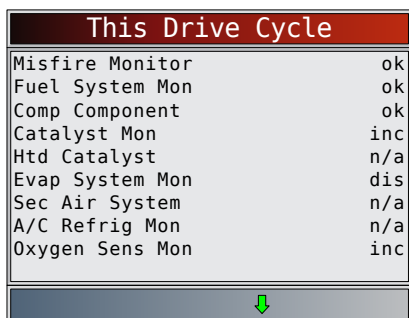 This Drive Cycle
Misfire Monitor ok
Fuel System Mon ok
Comp Component ok
Catalyst Mon inc
Htd Catalyst n/a
Evap System Mon dis
Sec Air System n/a
A/C Refrig Mon n/a
Oxygen Sens Mon inc